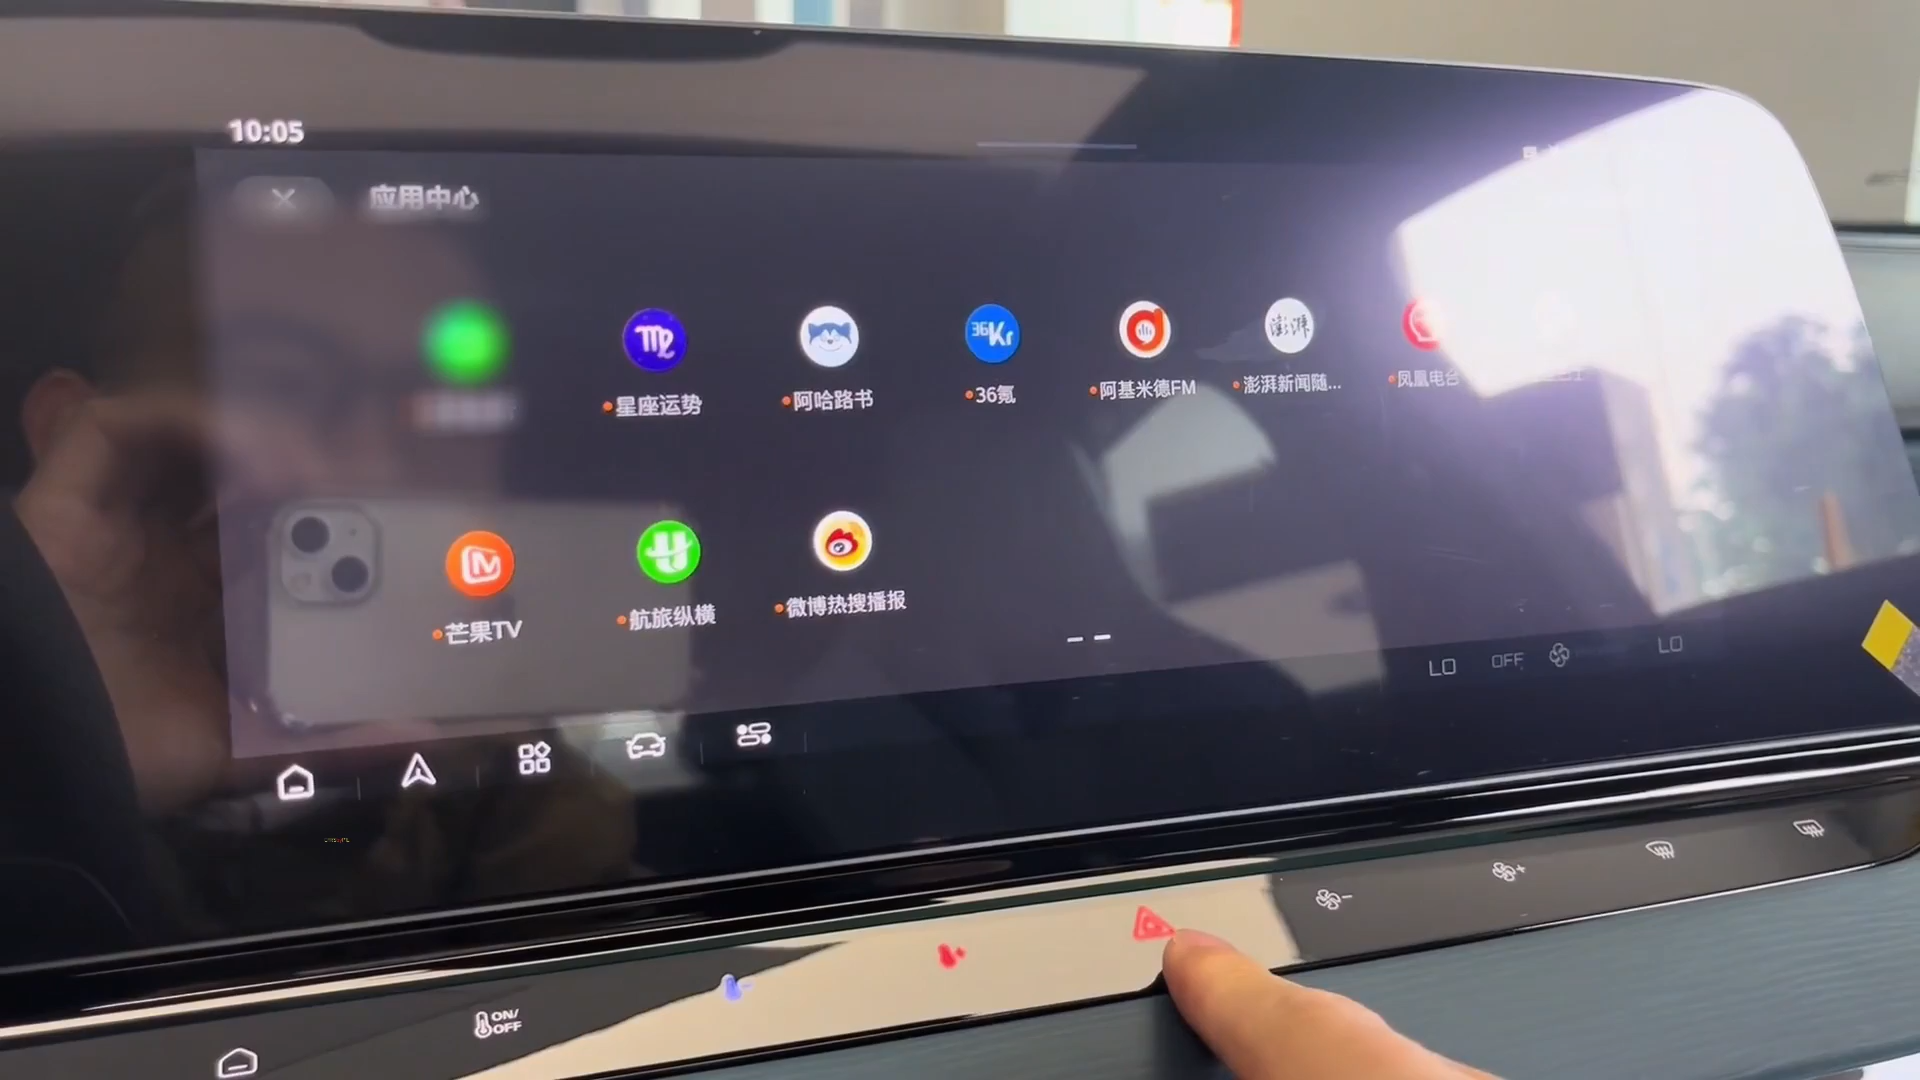 10:05
应用中心
星座运势
阿哈路书
36Kr
36氪
阿基米德FM
澎湃
澎湃新闻随...
凤凰电台
芒果TV
航旅纵横
微博热搜播报
LO
OFF
LO
ON/
OFF